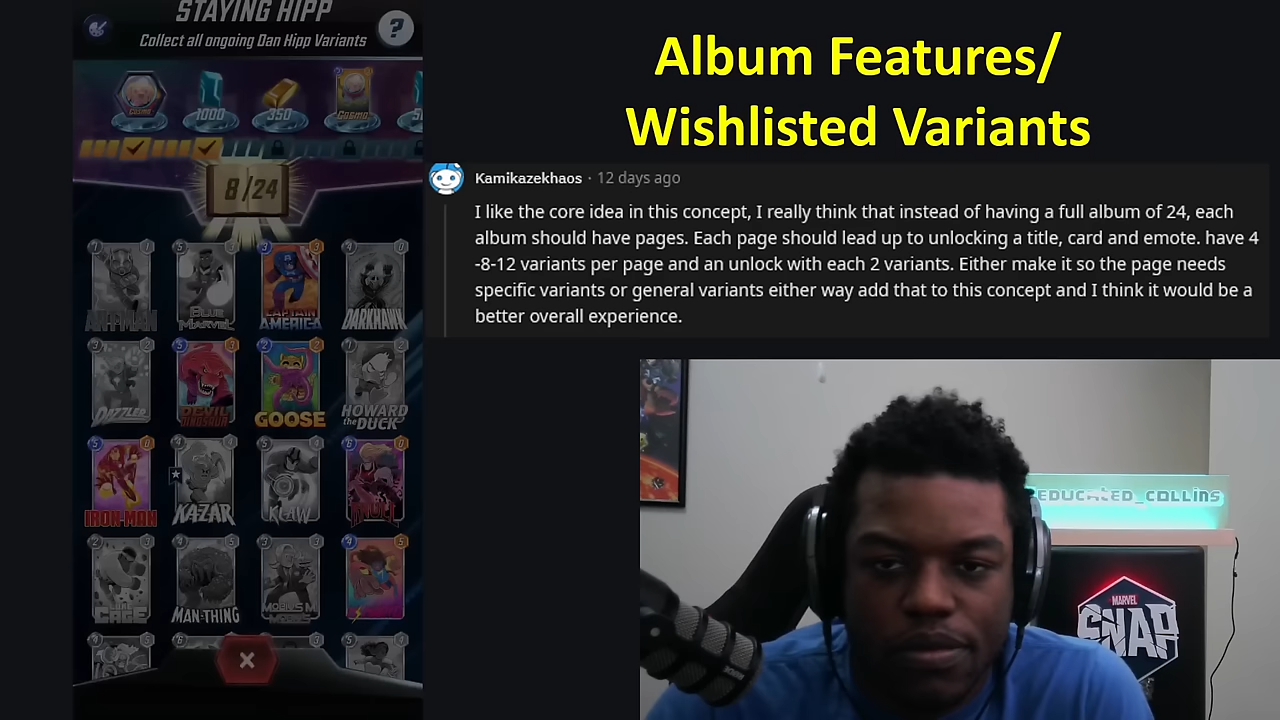 STAYING HIPP
?
Collect all ongoing Dan Hipp Variants
Cosmo
1000
350
Cosmo
8/24
ANT-MAN
BLUE MARVEL
CAPTAIN AMERICA
DARKHAWK
DAZZLER
DEVIL DINOSAUR
GOOSE
HOWARD the DUCK
IRON MAN
KA-ZAR
KLAW
CAGE
MAN-THING
MOBIUS M.
MOBIUS
Album Features/
Wishlisted Variants
Kamikazekhaos · 12 days ago
I like the core idea in this concept, I really think that instead of having a full album of 24, each
album should have pages. Each page should lead up to unlocking a title, card and emote. have 4
-8-12 variants per page and an unlock with each 2 variants. Either make it so the page needs
specific variants or general variants either way add that to this concept and I think it would be a
better overall experience.
EDUCATED_COLLINS
MARVEL
SNAP